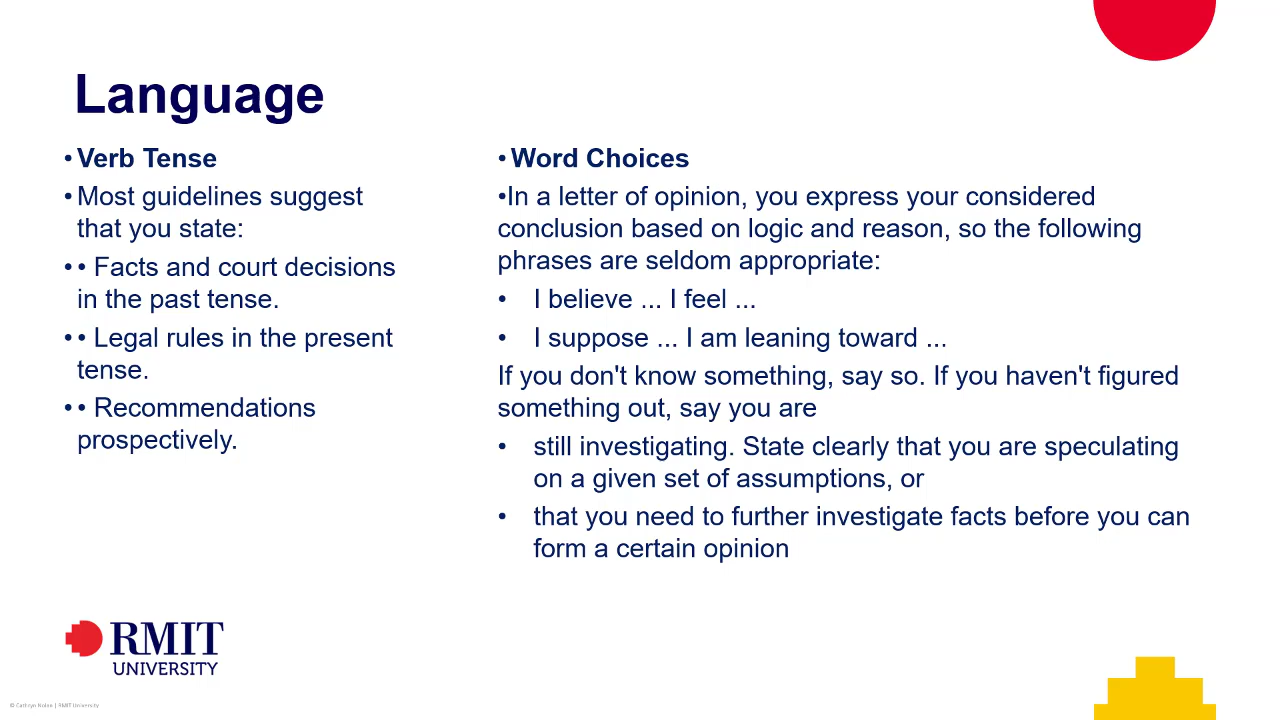 Language
• Verb Tense
• Most guidelines suggest
that you state:
• • Facts and court decisions
in the past tense.
• • Legal rules in the present
tense.
• • Recommendations
prospectively.
• Word Choices
•In a letter of opinion, you express your considered
conclusion based on logic and reason, so the following
phrases are seldom appropriate:
• I believe ... I feel ...
• I suppose ... I am leaning toward ...
If you don't know something, say so. If you haven't figured
something out, say you are
• still investigating. State clearly that you are speculating
on a given set of assumptions, or
• that you need to further investigate facts before you can
form a certain opinion
RMIT
UNIVERSITY
© Cathryn Nolan | RMIT University